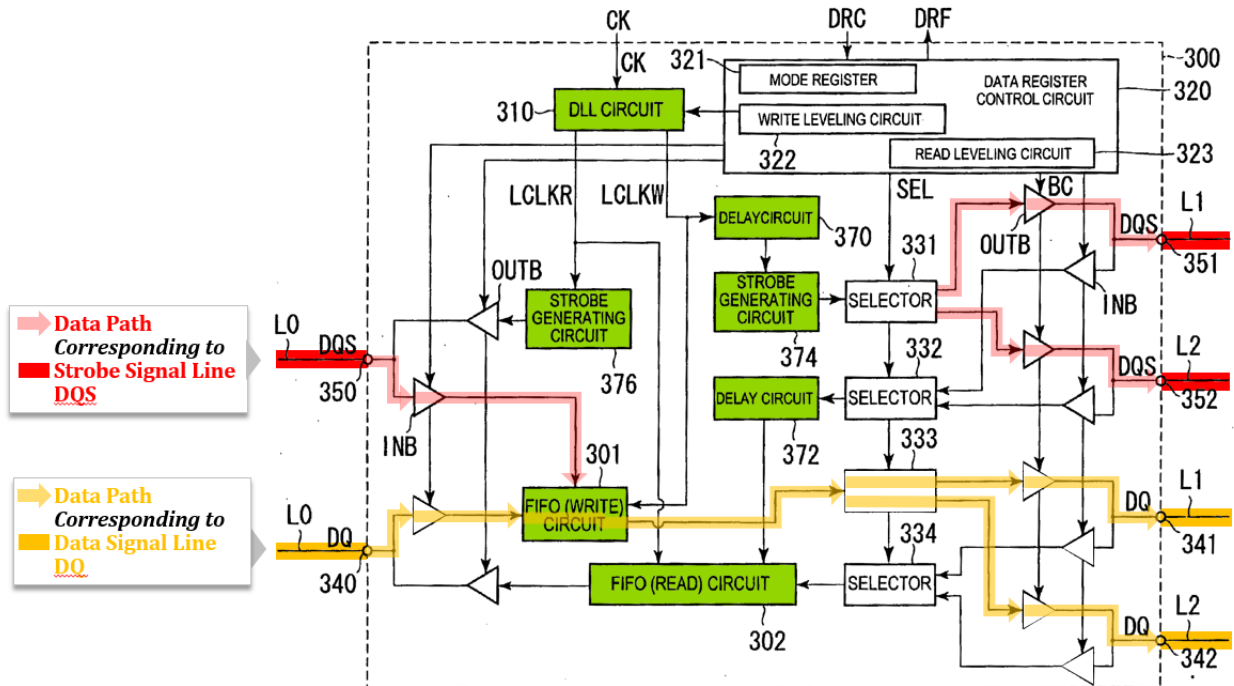 CK
DRC
DRF
300
321
CK
MODE REGISTER
DATA REGISTER
CONTROL CIRCUIT
320
310
DLL CIRCUIT
WRITE LEVELING CIRCUIT
322
READ LEVELING CIRCUIT
323
LCLKR
LCLKW
SEL
BC
L1
DELAYCIRCUIT
370
331
OUTB
DQS
351
OUTB
STROBE
GENERATING
CIRCUIT
376
STROBE
GENERATING
CIRCUIT
374
SELECTOR
INB
Data Path
Corresponding to
Strobe Signal Line
DQS
L0
DQS
350
332
L2
DQS
352
INB
DELAY CIRCUIT
372
SELECTOR
333
301
Data Path
Corresponding to
Data Signal Line
DQ
L0
DQ
340
FIFO (WRITE)
CIRCUIT
L1
DQ
341
334
FIFO (READ) CIRCUIT
302
SELECTOR
L2
DQ
342